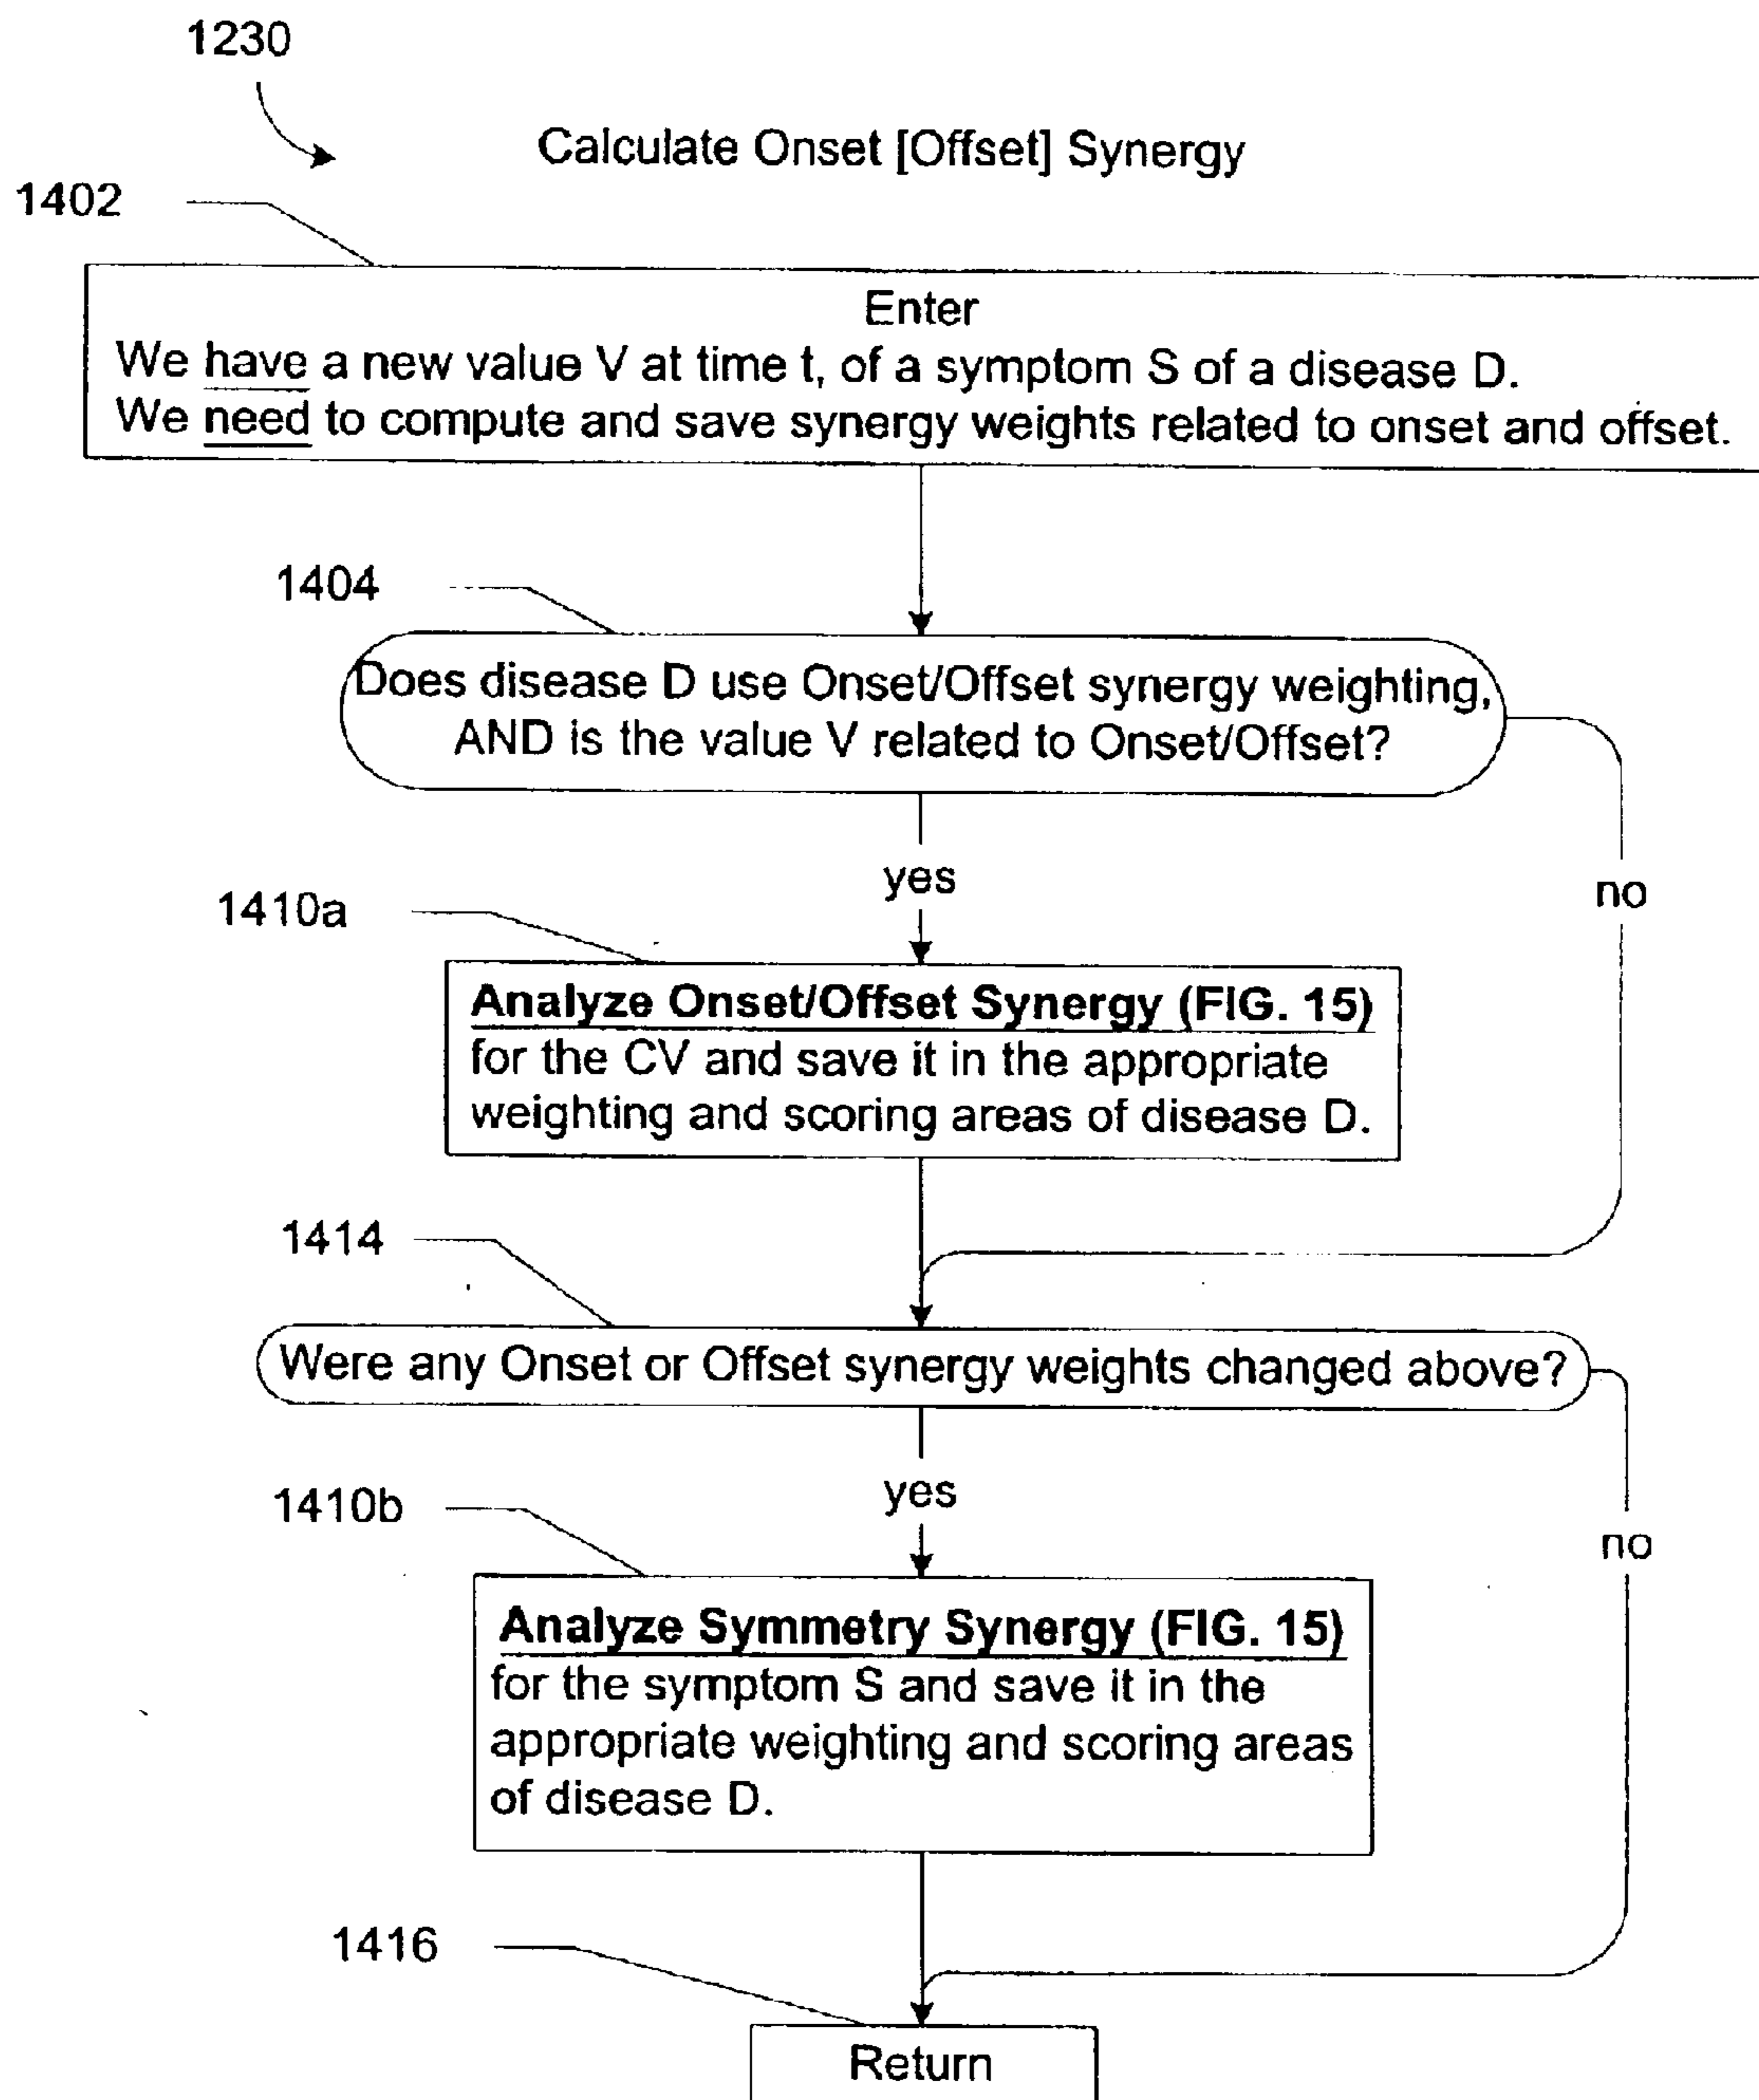 1230
Calculate Onset [Offset] Synergy
1402
Enter
We have a new value V at time t, of a symptom S of a disease D.
We need to compute and save synergy weights related to onset and offset.
1404
Does disease D use Onset/Offset synergy weighting,
AND is the value V related to Onset/Offset?
yes
no
1410a
Analyze Onset/Offset Synergy (FIG. 15)
for the CV and save it in the appropriate
weighting and scoring areas of disease D.
1414
Were any Onset or Offset synergy weights changed above?
yes
no
1410b
Analyze Symmetry Synergy (FIG. 15)
for the symptom S and save it in the
appropriate weighting and scoring areas
of disease D.
1416
Return